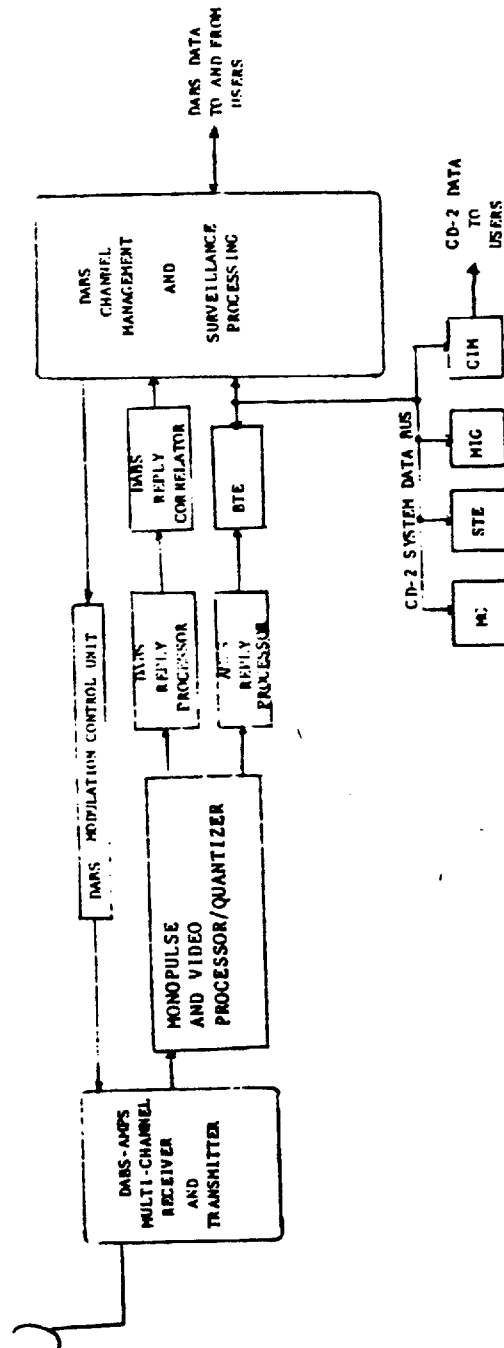 DABS-AMPS
MULTI-CHANNEL
RECEIVER
AND
TRANSMITTER
DABS MODULATION CONTROL UNIT
MONOPULSE
AND VIDEO
PROCESSOR/QUANTIZER
DABS
REPLY
PROCESSOR
REPLY
PROCESSOR
DABS
REPLY
CORRELATOR
BTE
DABS
CHANNEL
MANAGEMENT
AND
SURVEILLANCE
PROCESSING
DABS DATA
TO AND FROM
USERS
CD-2 SYSTEM DATA BUS
MC
STE
MIG
CIM
CD-2 DATA
TO
USERS